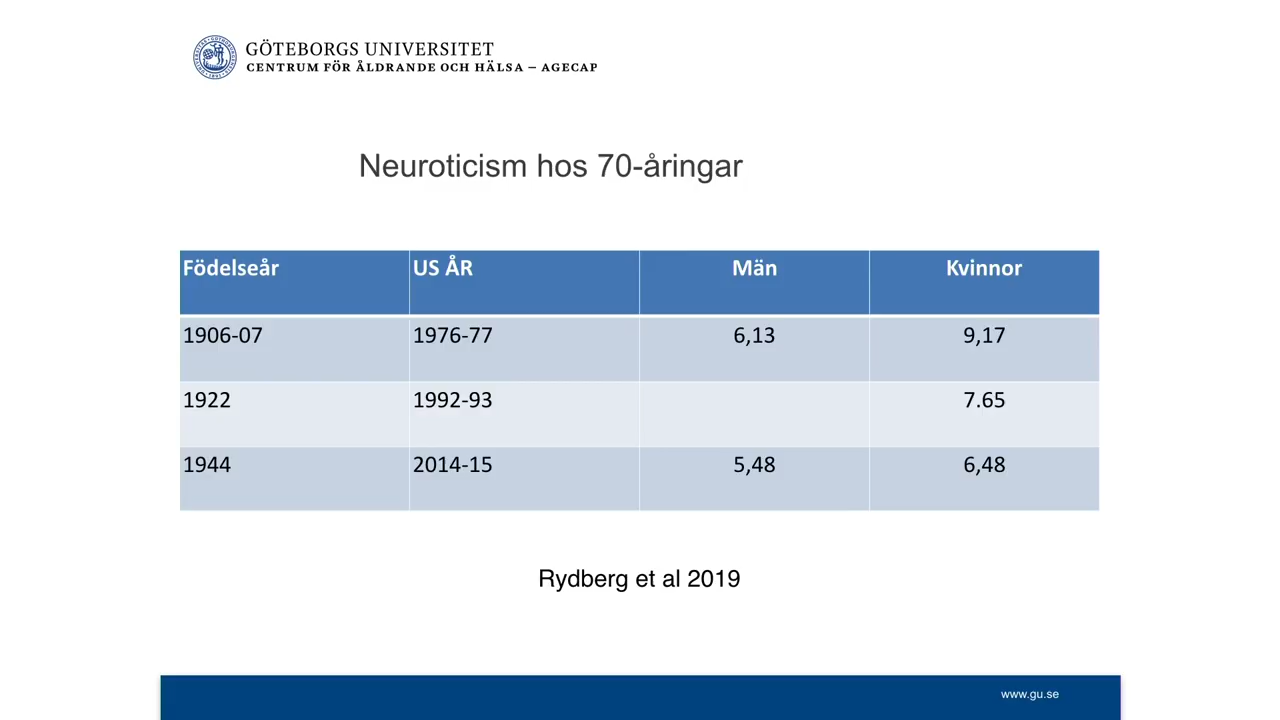 GÖTEBORGS UNIVERSITET
CENTRUM FÖR ÅLDRANDE OCH HÄLSA – AGECAP
Neuroticism hos 70-åringar
Födelseår US ÅR Män Kvinnor
1906-07 1976-77 6,13 9,17
1922 1992-93 7.65
1944 2014-15 5,48 6,48
Rydberg et al 2019
www.gu.se